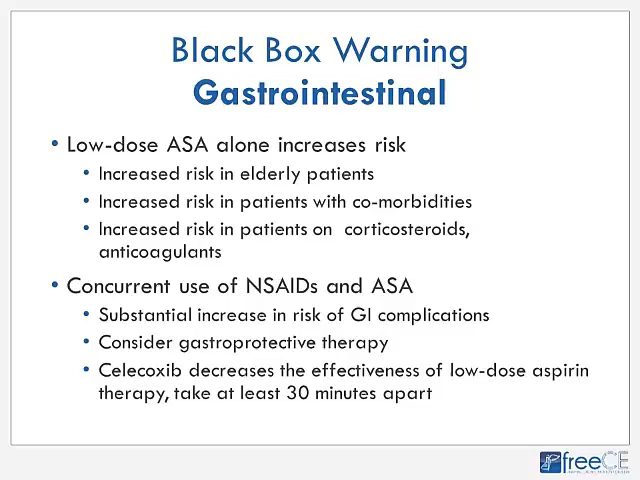 Black Box Warning
Gastrointestinal
• Low-dose ASA alone increases risk
• Increased risk in elderly patients
• Increased risk in patients with co-morbidities
• Increased risk in patients on corticosteroids,
anticoagulants
• Concurrent use of NSAIDs and ASA
• Substantial increase in risk of GI complications
• Consider gastroprotective therapy
• Celecoxib decreases the effectiveness of low-dose aspirin
therapy, take at least 30 minutes apart
freeCE